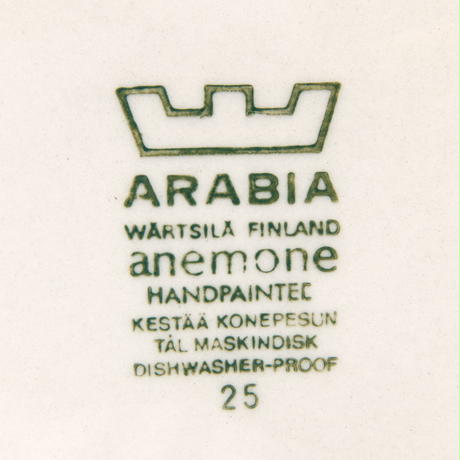 ARABIA
WÄRTSILÄ FINLAND
anemone
HANDPAINTED
KESTÄÄ KONEPESUN
TÅL MASKINDISK
DISHWASHER-PROOF
25